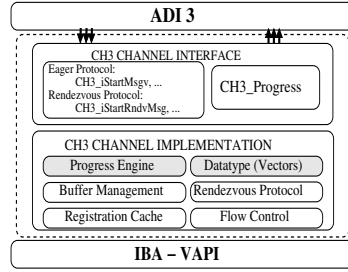 ADI 3
CH3 CHANNEL INTERFACE
Eager Protocol:
CH3_iStartMsgv, ...
Rendezvous Protocol:
CH3_iStartRndvMsg, ...
CH3_Progress
CH3 CHANNEL IMPLEMENTATION
Progress Engine
Datatype (Vectors)
Buffer Management
Rendezvous Protocol
Registration Cache
Flow Control
IBA − VAPI